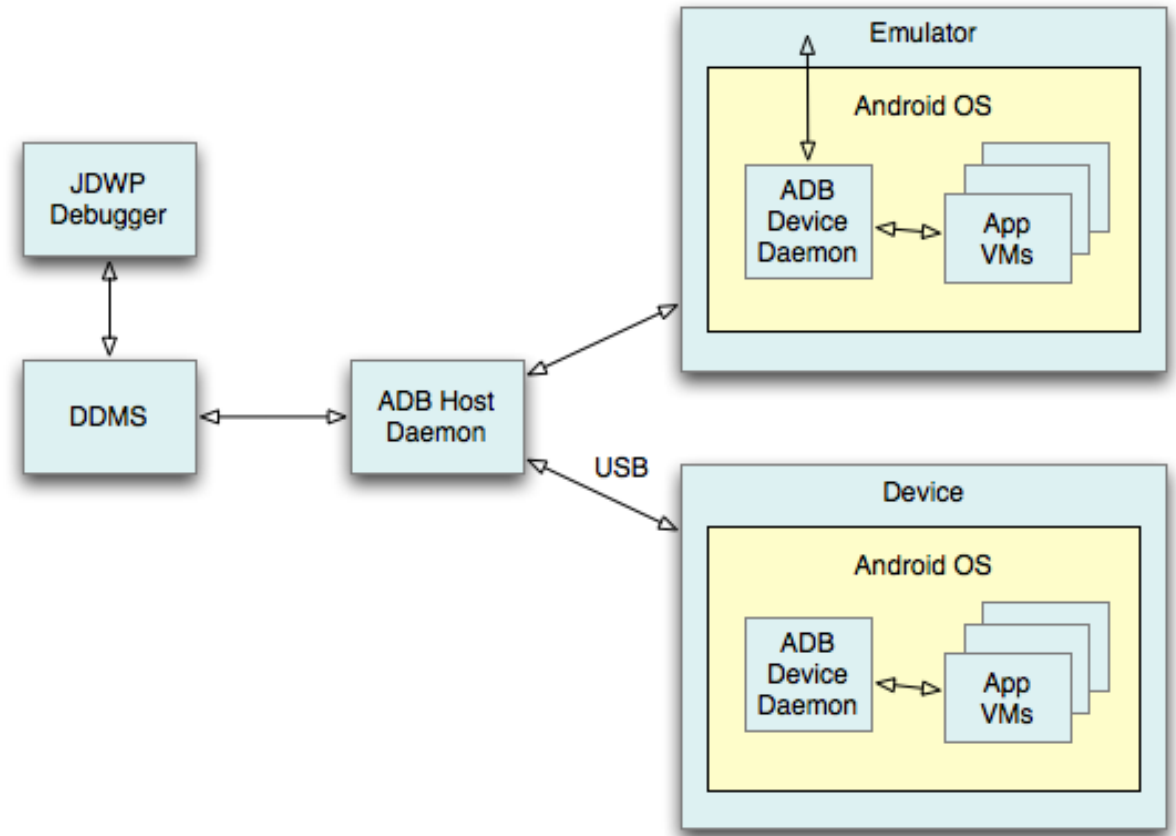 Emulator
Android OS
JDWP
Debugger
ADB
Device
Daemon
App
VMs
DDMS
ADB Host
Daemon
USB
Device
Android OS
ADB
Device
Daemon
App
VMs